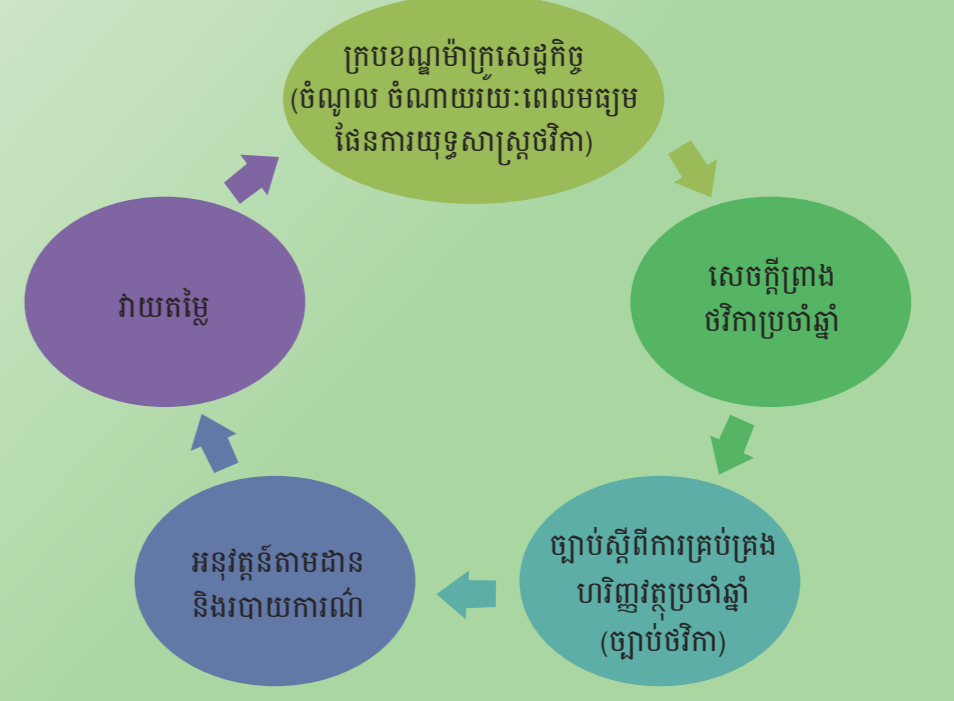 ក្របខណ្ឌម៉ាក្រូសេដ្ឋកិច្ច
(ចំណូល ចំណាយរយៈពេលមធ្យម
ផែនការយុទ្ធសាស្ត្រថវិកា)
សេចក្ដីព្រាង
ថវិកាប្រចាំឆ្នាំ
ច្បាប់ស្ដីពីការគ្រប់គ្រង
ហិរញ្ញវត្ថុប្រចាំឆ្នាំ
(ច្បាប់ថវិកា)
អនុវត្តន៍តាមដាន
និងរបាយការណ៍
វាយតម្លៃ